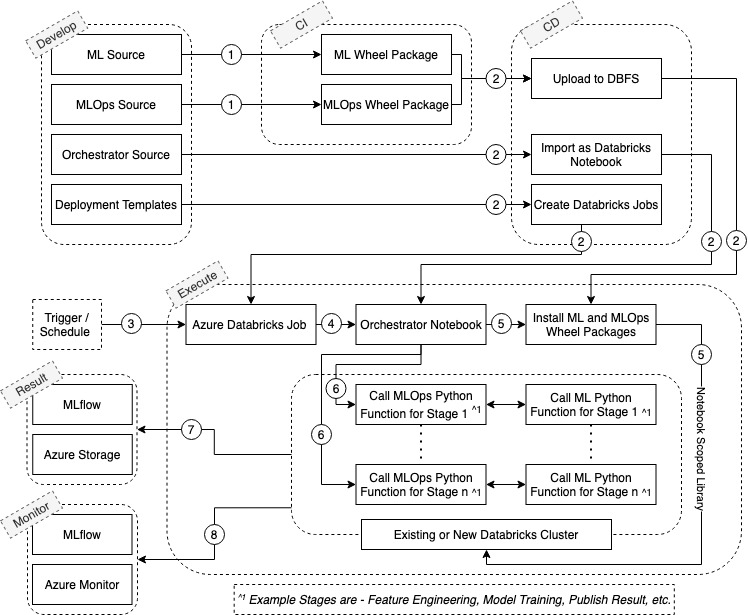 Develop
CI
CD
ML Source
1
ML Wheel Package
MLOps Source
1
MLOps Wheel Package
2
Upload to DBFS
Orchestrator Source
2
Import as Databricks
Notebook
Deployment Templates
2
Create Databricks Jobs
2
2
2
Execute
Trigger /
Schedule
3
Azure Databricks Job
4
Orchestrator Notebook
5
Install ML and MLOps
Wheel Packages
5
Notebook Scoped Library
Result
MLflow
Azure Storage
7
6
6
Call MLOps Python
Function for Stage 1 ^1
Call ML Python
Function for Stage 1 ^1
Call MLOps Python
Function for Stage n ^1
Call ML Python
Function for Stage n ^1
Monitor
MLflow
Azure Monitor
8
Existing or New Databricks Cluster
^1 Example Stages are - Feature Engineering, Model Training, Publish Result, etc.